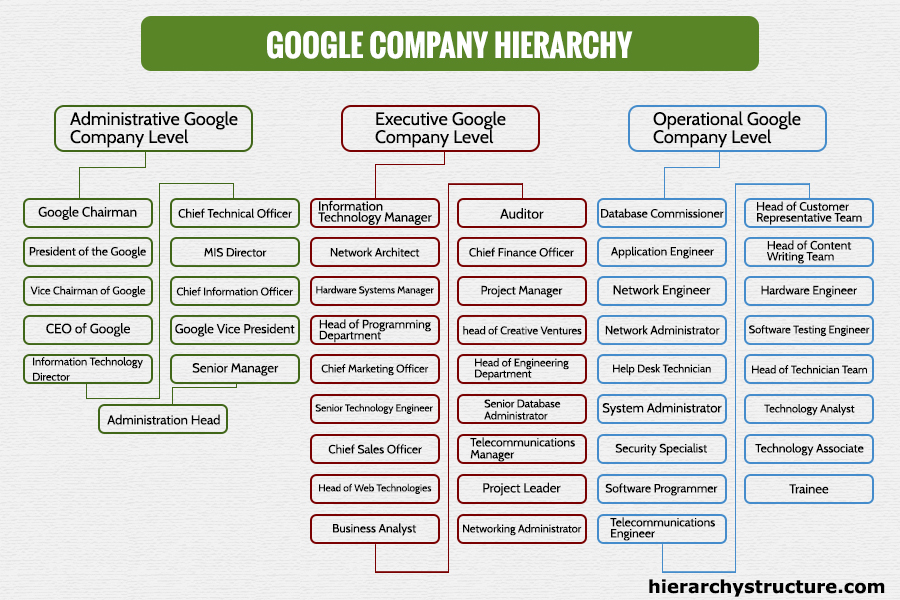 GOOGLE COMPANY HIERARCHY
Administrative Google
Company Level
Google Chairman
President of the Google
Vice Chairman of Google
CEO of Google
Information Technology
Director
Chief Technical Officer
MIS Director
Chief Information Officer
Google Vice President
Senior Manager
Administration Head
Executive Google
Company Level
Information
Technology Manager
Network Architect
Hardware Systems Manager
Head of Programming
Department
Chief Marketing Officer
Senior Technology Engineer
Chief Sales Officer
Head of Web Technologies
Business Analyst
Auditor
Chief Finance Officer
Project Manager
head of Creative Ventures
Head of Engineering
Department
Senior Database
Administrator
Telecommunications
Manager
Project Leader
Networking Administrator
Operational Google
Company Level
Database Commissioner
Application Engineer
Network Engineer
Network Administrator
Help Desk Technician
System Administrator
Security Specialist
Software Programmer
Telecommunications
Engineer
Head of Customer
Representative Team
Head of Content
Writing Team
Hardware Engineer
Software Testing Engineer
Head of Technician Team
Technology Analyst
Technology Associate
Trainee
hierarchystructure.com